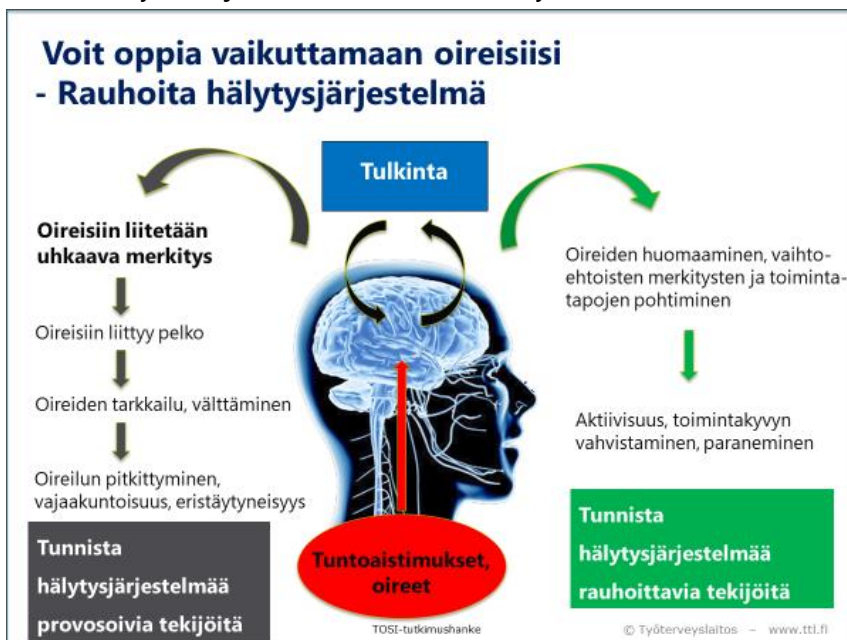 Voit oppia vaikuttamaan oireisiisi
- Rauhoita hälytysjärjestelmä
Tulkinta
Oireisiin liitetään
uhkaava merkitys
Oireisiin liittyy pelko
Oireiden tarkkailu, välttäminen
Oireilun pitkittyminen,
vajaakuntoisuus, eristäytyneisyys
Tunnista
hälytysjärjestelmää
provosoivia tekijöitä
Tuntoaistimukset,
oireet
Oireiden huomaaminen, vaihto-
ehtoisten merkitysten ja toiminta-
tapojen pohtiminen
Aktiivisuus, toimintakyvyn
vahvistaminen, paraneminen
Tunnista
hälytysjärjestelmää
rauhoittavia tekijöitä
TOSI-tutkimushanke
© Työterveyslaitos – www.ttl.fi